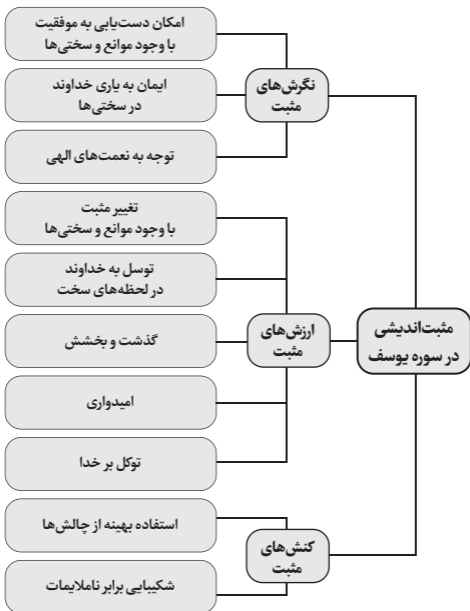 مثبت‌اندیشی
در سوره یوسف
نگرش‌های
مثبت
امکان دست‌یابی به موفقیت
با وجود موانع و سختی‌ها
ایمان به یاری خداوند
در سختی‌ها
توجه به نعمت‌های الهی
ارزش‌های
مثبت
تغییر مثبت
با وجود موانع و سختی‌ها
توسل به خداوند
در لحظه‌های سخت
گذشت و بخشش
امیدواری
توکل بر خدا
کنش‌های
مثبت
استفاده بهینه از چالش‌ها
شکیبایی برابر ناملایمات